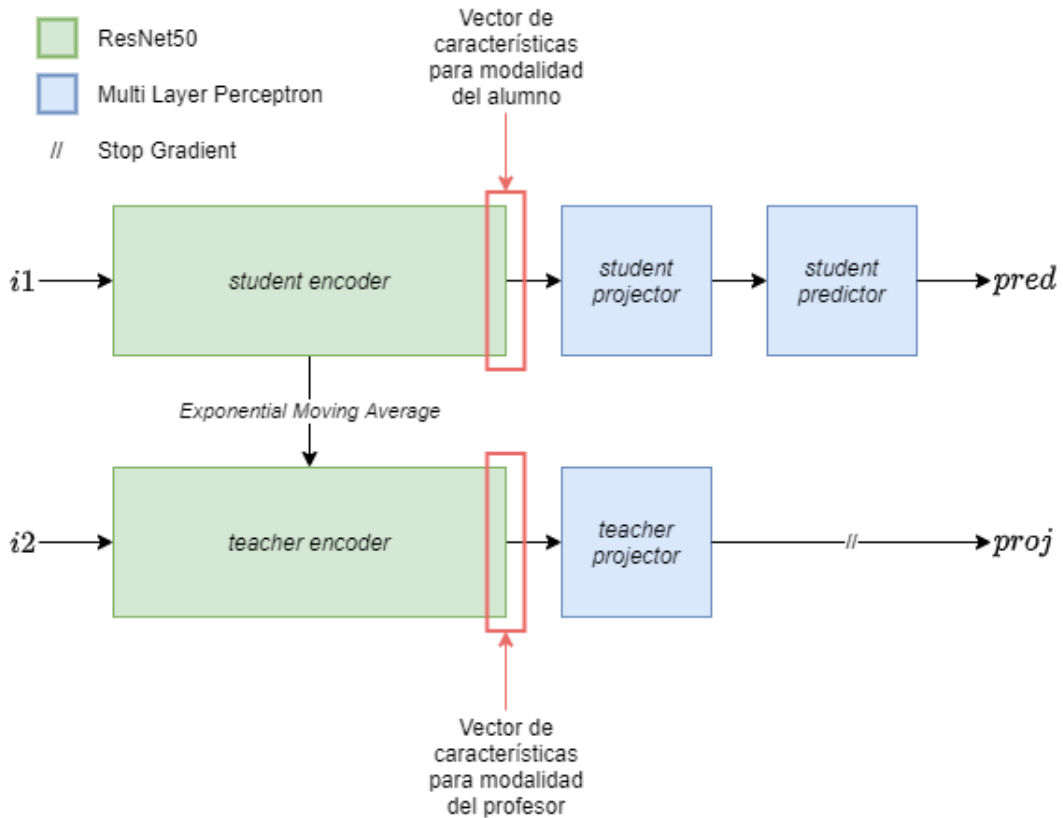 ResNet50
Multi Layer Perceptron
// Stop Gradient
Vector de
características
para modalidad
del alumno
i1
student encoder
student
projector
student
predictor
pred
Exponential Moving Average
i2
teacher encoder
teacher
projector
//
proj
Vector de
características
para modalidad
del profesor